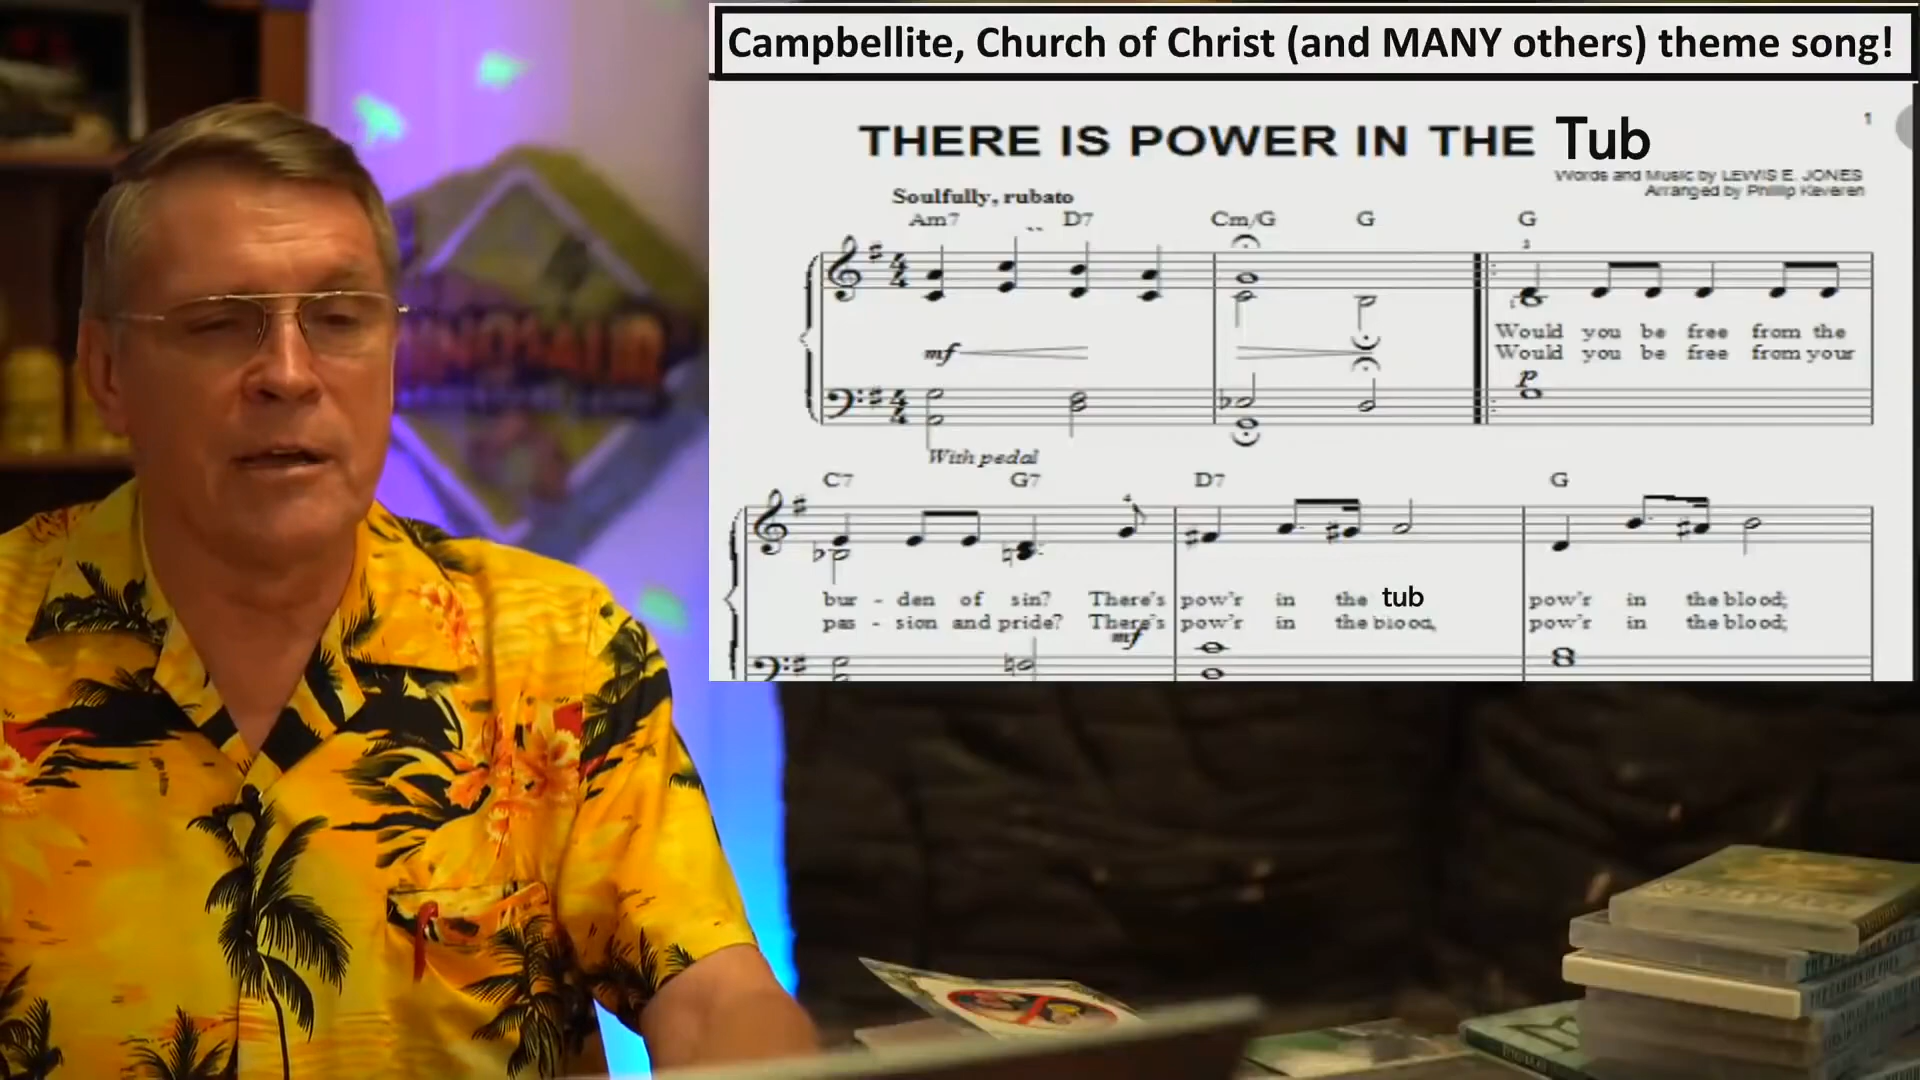 Campbellite, Church of Christ (and MANY others) theme song!
1
THERE IS POWER IN THE Tub
Words and Music by LEWIS E. JONES
Arranged by Phillip Keveren
Soulfully, rubato
Am7 D7 Cm/G G G
mf
Would you be free from the
Would you be free from your
p
With pedal
C7 G7 D7 G
bur - den of sin? There's pow'r in the tub pow'r in the blood;
pas - sion and pride? There's pow'r in the blood, pow'r in the blood;
mf